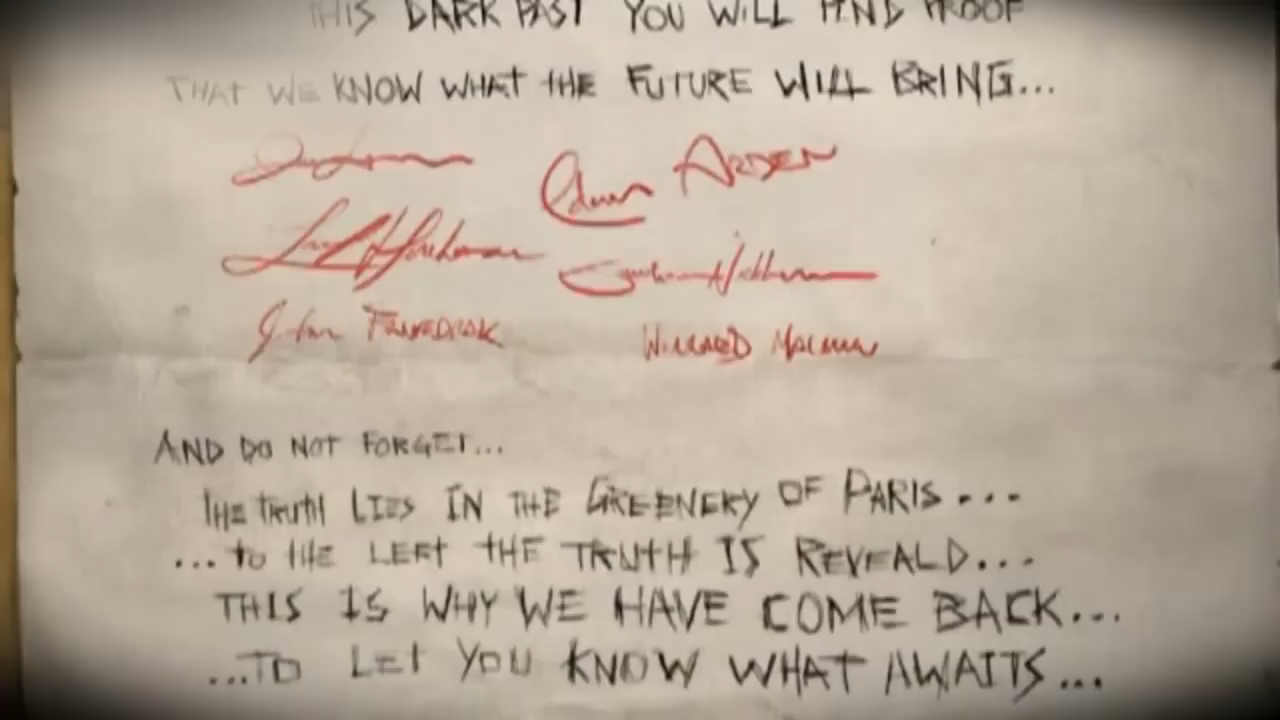 THIS DARK PAST YOU WILL FIND PROOF
THAT WE KNOW WHAT THE FUTURE WILL BRING...
ARDEN
John
WILLARD
AND DO NOT FORGET...
THE TRUTH LIES IN THE GREENERY OF PARIS...
...TO THE LEFT THE TRUTH IS REVEALD...
THIS IS WHY WE HAVE COME BACK...
...TO LET YOU KNOW WHAT AWAITS...